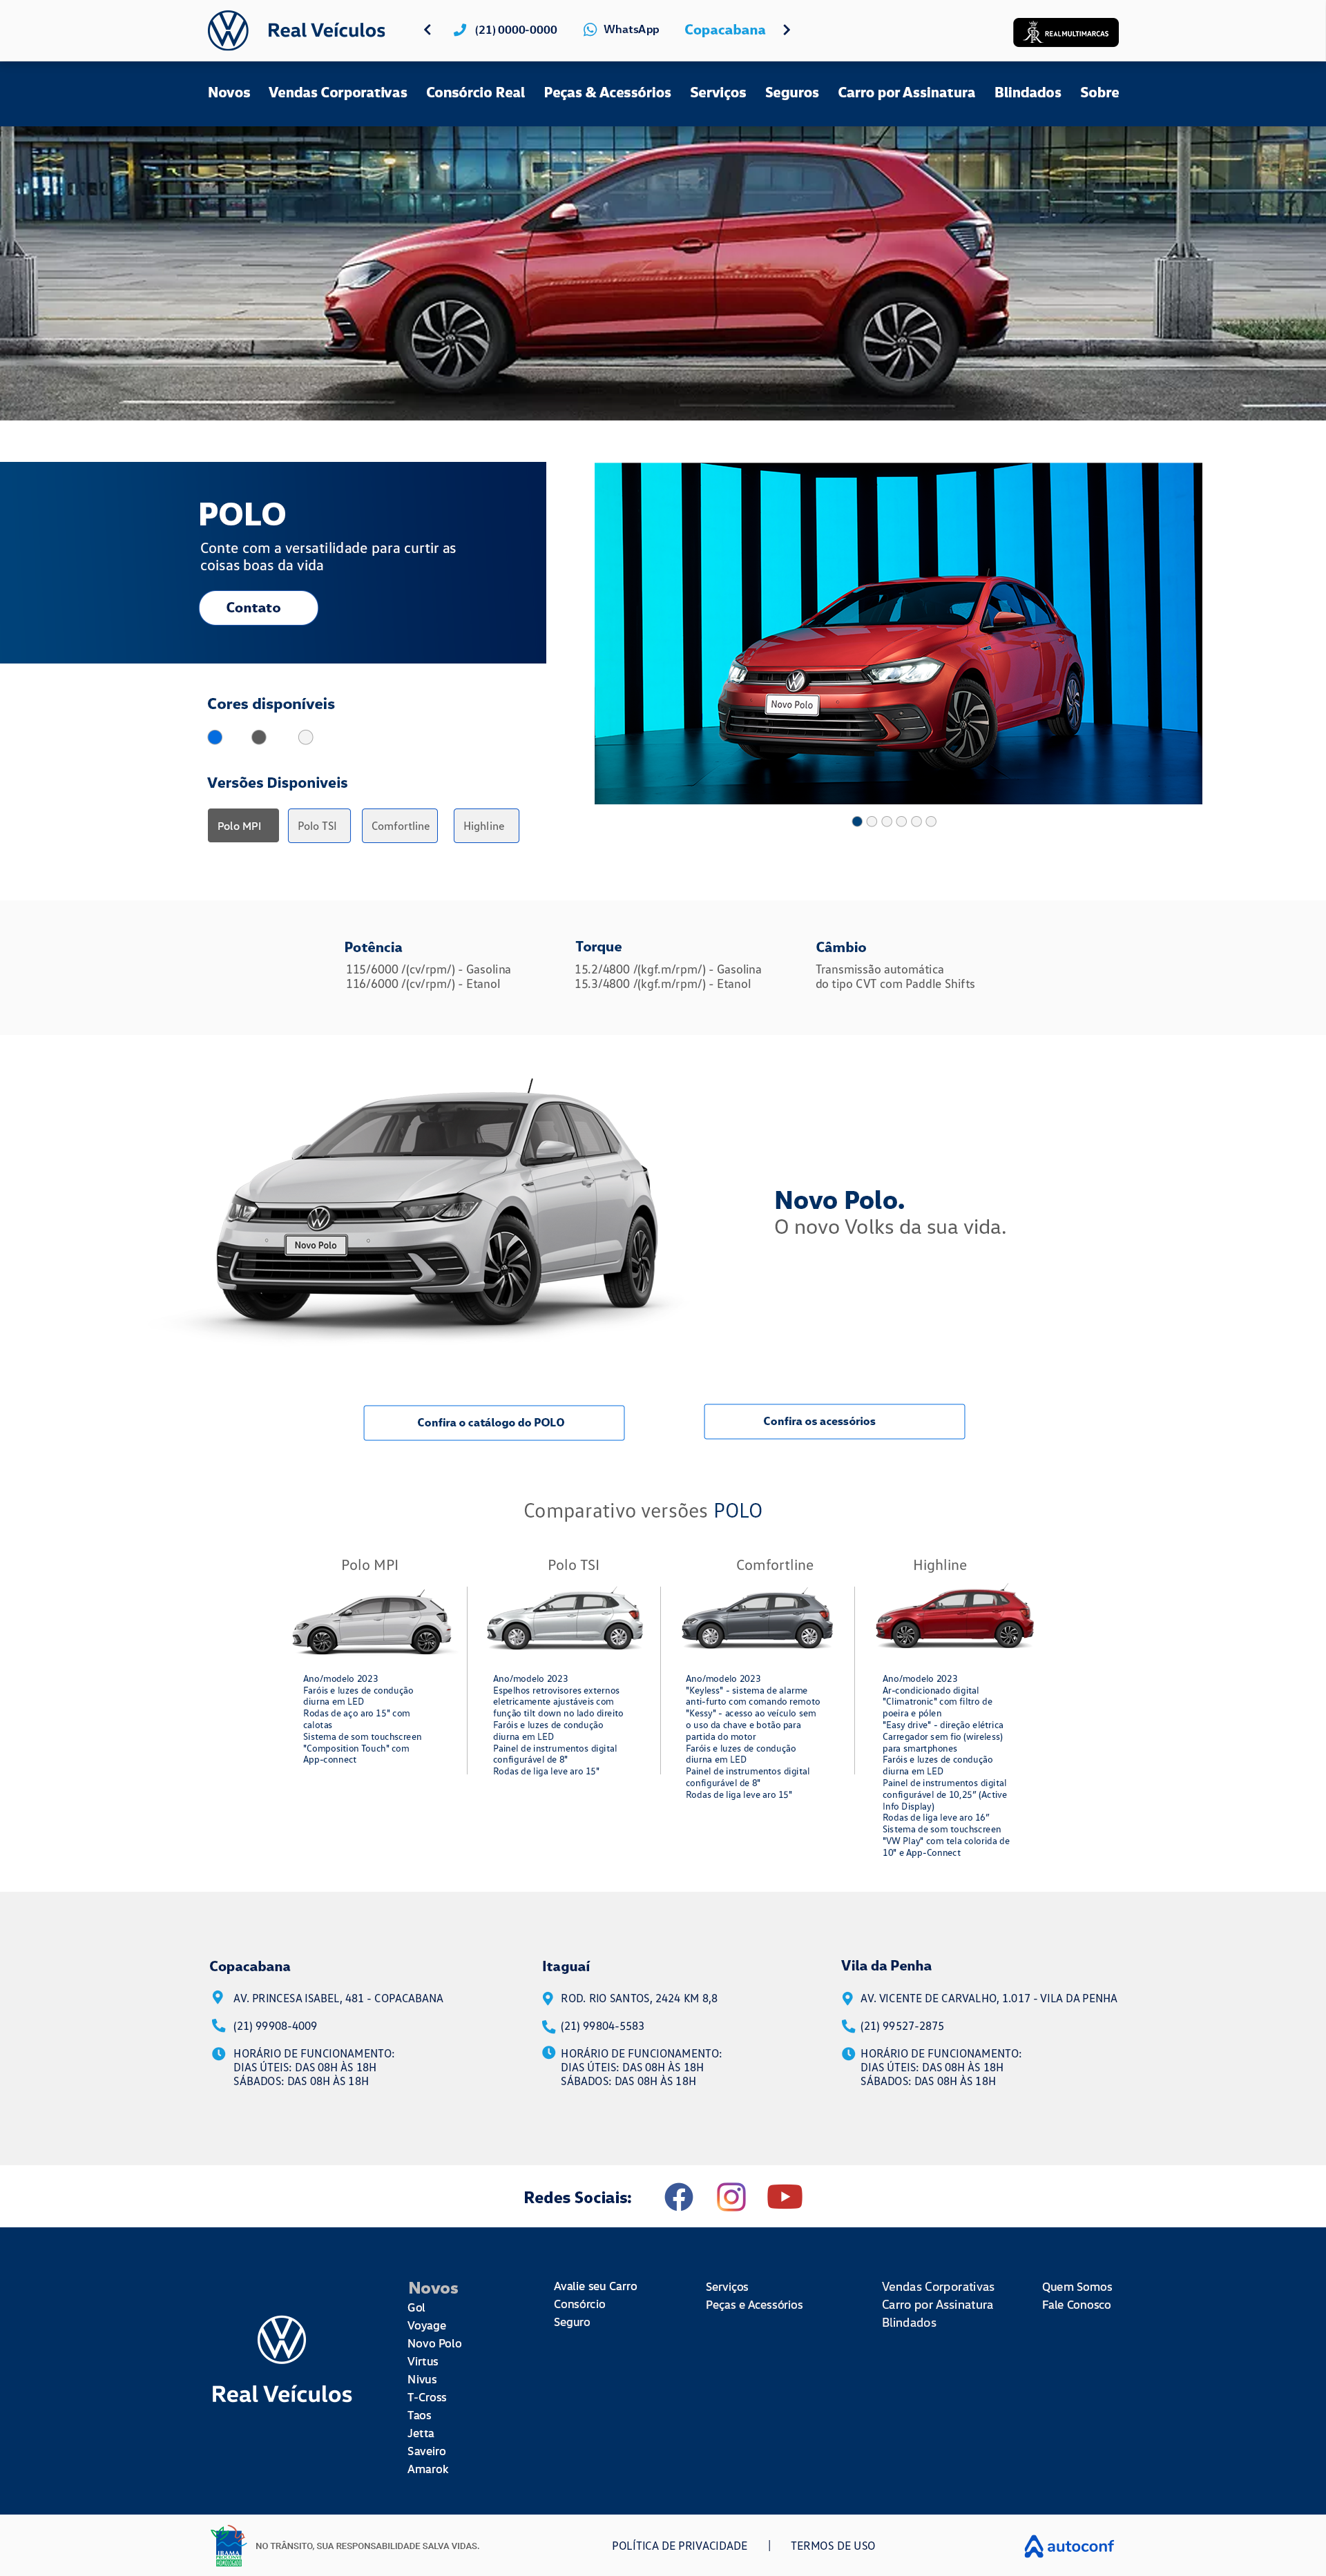 Real Veículos
(21) 0000-0000
WhatsApp
Copacabana
REALMULTIMARCAS
Novos
Vendas Corporativas
Consórcio Real
Peças & Acessórios
Serviços
Seguros
Carro por Assinatura
Blindados
Sobre
POLO
Conte com a versatilidade para curtir as
coisas boas da vida
Contato
Novo Polo
Cores disponíveis
Versões Disponiveis
Polo MPI
Polo TSI
Comfortline
Highline
Potência
115/6000 /(cv/rpm/) - Gasolina
116/6000 /(cv/rpm/) - Etanol
Torque
15.2/4800 /(kgf.m/rpm/) - Gasolina
15.3/4800 /(kgf.m/rpm/) - Etanol
Câmbio
Transmissão automática
do tipo CVT com Paddle Shifts
Novo Polo
Novo Polo.
O novo Volks da sua vida.
Confira o catálogo do POLO
Confira os acessórios
Comparativo versões POLO
Polo MPI
Ano/modelo 2023
Faróis e luzes de condução
diurna em LED
Rodas de aço aro 15" com
calotas
Sistema de som touchscreen
"Composition Touch" com
App-connect
Polo TSI
Ano/modelo 2023
Espelhos retrovisores externos
eletricamente ajustáveis com
função tilt down no lado direito
Faróis e luzes de condução
diurna em LED
Painel de instrumentos digital
configurável de 8"
Rodas de liga leve aro 15"
Comfortline
Ano/modelo 2023
"Keyless" - sistema de alarme
anti-furto com comando remoto
"Kessy" - acesso ao veículo sem
o uso da chave e botão para
partida do motor
Faróis e luzes de condução
diurna em LED
Painel de instrumentos digital
configurável de 8"
Rodas de liga leve aro 15"
Highline
Ano/modelo 2023
Ar-condicionado digital
"Climatronic" com filtro de
poeira e pólen
"Easy drive" - direção elétrica
Carregador sem fio (wireless)
para smartphones
Faróis e luzes de condução
diurna em LED
Painel de instrumentos digital
configurável de 10,25” (Active
Info Display)
Rodas de liga leve aro 16”
Sistema de som touchscreen
"VW Play" com tela colorida de
10" e App-Connect
Copacabana
AV. PRINCESA ISABEL, 481 - COPACABANA
(21) 99908-4009
HORÁRIO DE FUNCIONAMENTO:
DIAS ÚTEIS: DAS 08H ÀS 18H
SÁBADOS: DAS 08H ÀS 18H
Itaguaí
ROD. RIO SANTOS, 2424 KM 8,8
(21) 99804-5583
HORÁRIO DE FUNCIONAMENTO:
DIAS ÚTEIS: DAS 08H ÀS 18H
SÁBADOS: DAS 08H ÀS 18H
Vila da Penha
AV. VICENTE DE CARVALHO, 1.017 - VILA DA PENHA
(21) 99527-2875
HORÁRIO DE FUNCIONAMENTO:
DIAS ÚTEIS: DAS 08H ÀS 18H
SÁBADOS: DAS 08H ÀS 18H
Redes Sociais:
Real Veículos
Novos
Gol
Voyage
Novo Polo
Virtus
Nivus
T-Cross
Taos
Jetta
Saveiro
Amarok
Avalie seu Carro
Consórcio
Seguro
Serviços
Peças e Acessórios
Vendas Corporativas
Carro por Assinatura
Blindados
Quem Somos
Fale Conosco
IBAMA
NO TRÂNSITO, SUA RESPONSABILIDADE SALVA VIDAS.
POLÍTICA DE PRIVACIDADE | TERMOS DE USO
autoconf